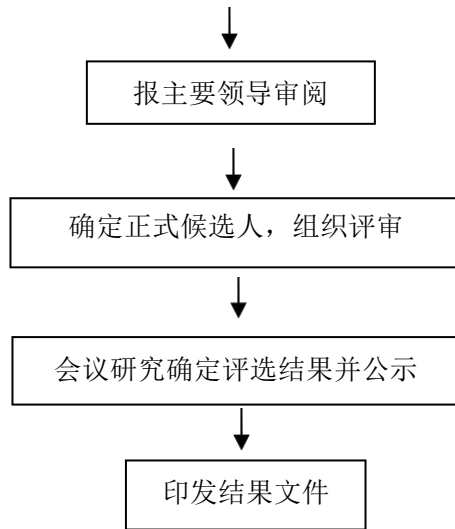 报主要领导审阅
确定正式候选人，组织评审
会议研究确定评选结果并公示
印发结果文件